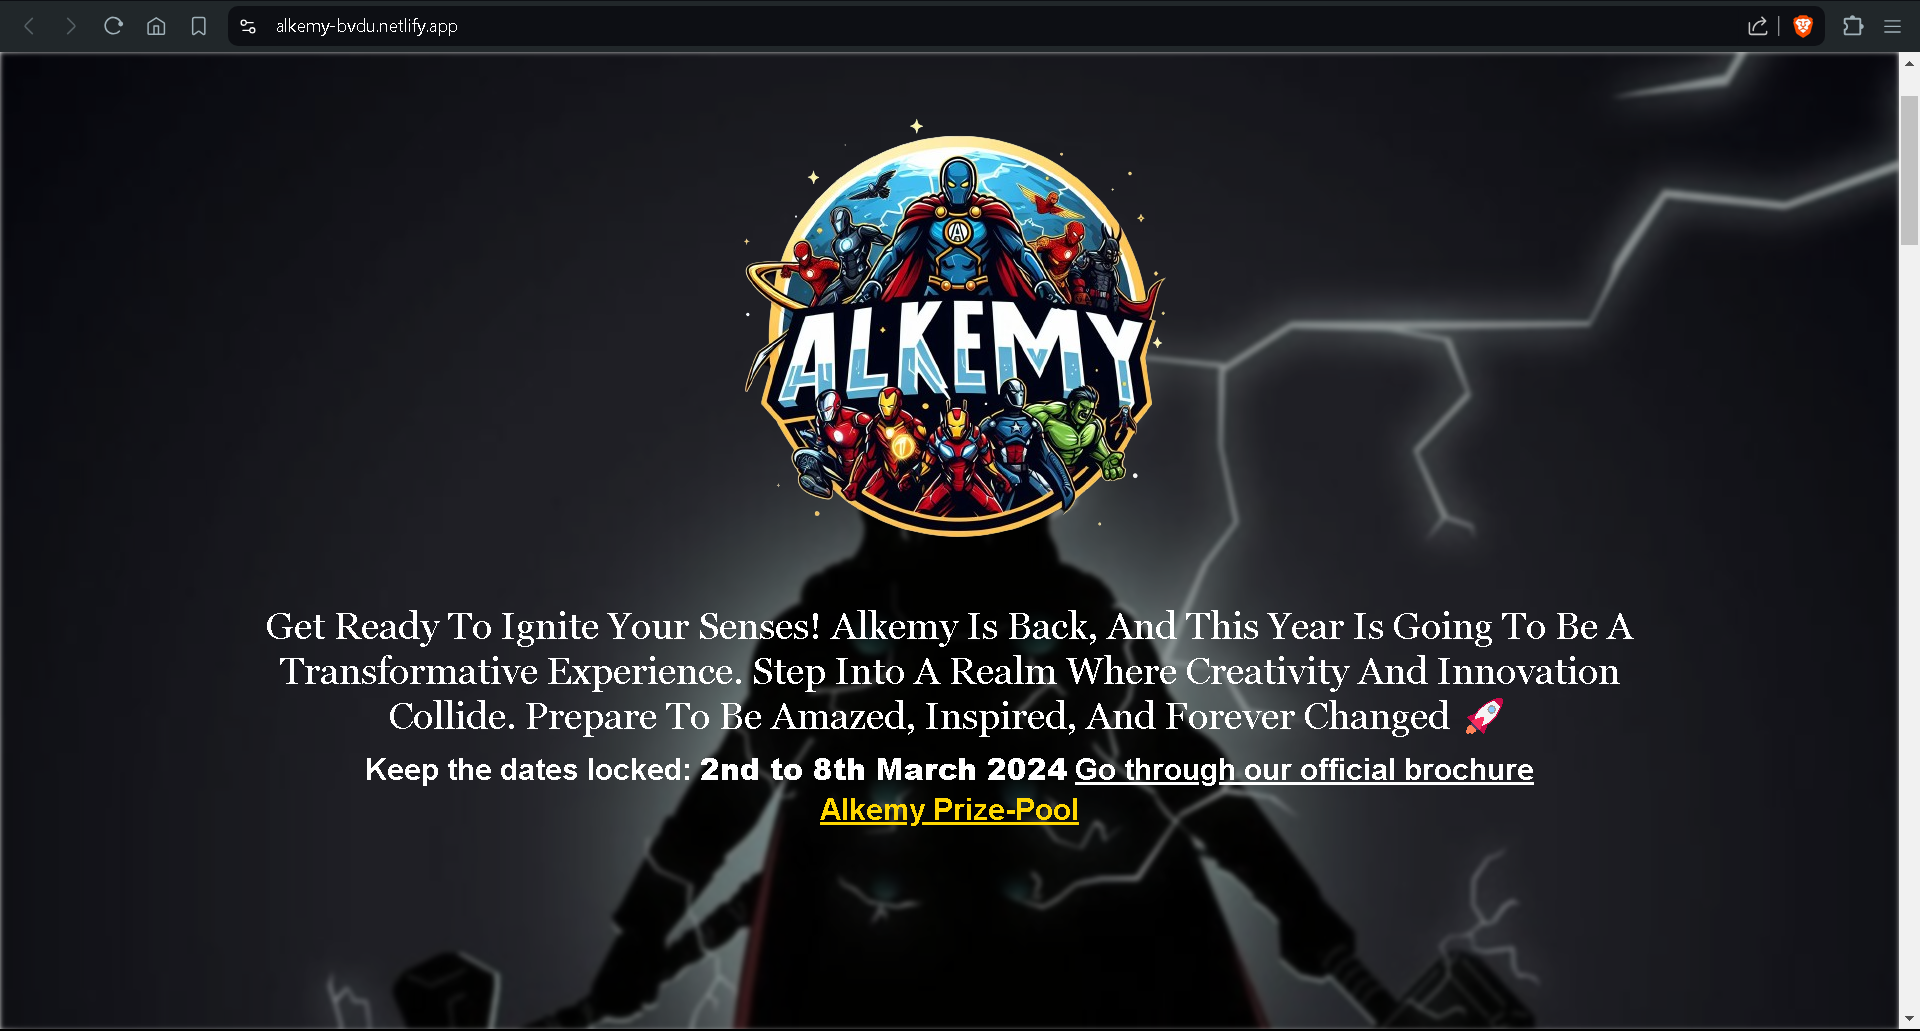 alkemy-bvdu.netlify.app
A
ALKEMY
Get Ready To Ignite Your Senses! Alkemy Is Back, And This Year Is Going To Be A
Transformative Experience. Step Into A Realm Where Creativity And Innovation
Collide. Prepare To Be Amazed, Inspired, And Forever Changed 🚀
Keep the dates locked: 2nd to 8th March 2024 Go through our official brochure
Alkemy Prize-Pool